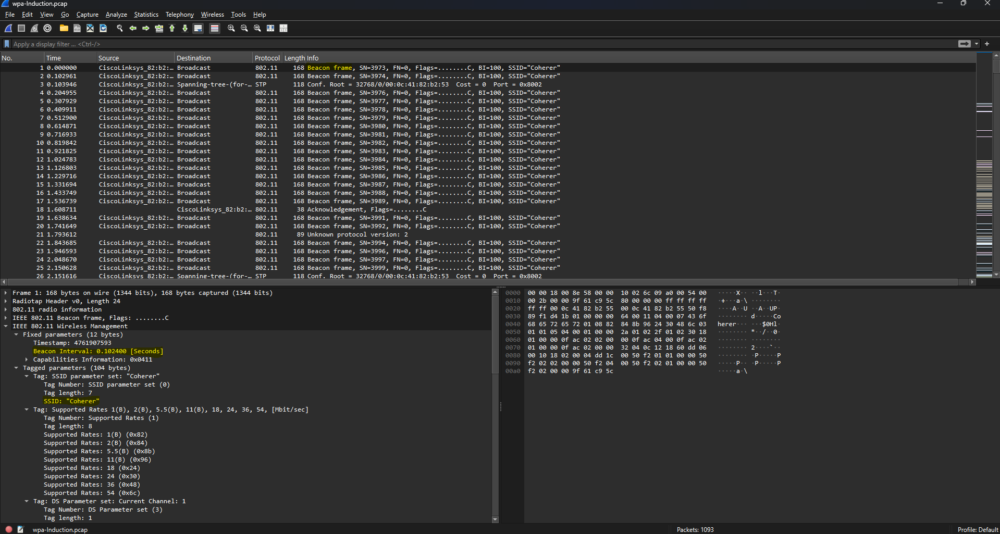 wpa-Induction.pcap
File Edit View Go Capture Analyze Statistics Telephony Wireless Tools Help
Apply a display filter ... <Ctrl-/>
No. Time Source Destination Protocol Length Info
1 0.000000 CiscoLinksys_82:b2:… Broadcast 802.11 168 Beacon frame, SN=3973, FN=0, Flags=........C, BI=100, SSID="Coherer"
2 0.102961 CiscoLinksys_82:b2:… Broadcast 802.11 168 Beacon frame, SN=3974, FN=0, Flags=........C, BI=100, SSID="Coherer"
3 0.103946 CiscoLinksys_82:b2:… Spanning-tree-(for-… STP 118 Conf. Root = 32768/0/00:0c:41:82:b2:53 Cost = 0 Port = 0x8002
4 0.204955 CiscoLinksys_82:b2:… Broadcast 802.11 168 Beacon frame, SN=3976, FN=0, Flags=........C, BI=100, SSID="Coherer"
5 0.307929 CiscoLinksys_82:b2:… Broadcast 802.11 168 Beacon frame, SN=3977, FN=0, Flags=........C, BI=100, SSID="Coherer"
6 0.409911 CiscoLinksys_82:b2:… Broadcast 802.11 168 Beacon frame, SN=3978, FN=0, Flags=........C, BI=100, SSID="Coherer"
7 0.512900 CiscoLinksys_82:b2:… Broadcast 802.11 168 Beacon frame, SN=3979, FN=0, Flags=........C, BI=100, SSID="Coherer"
8 0.614871 CiscoLinksys_82:b2:… Broadcast 802.11 168 Beacon frame, SN=3980, FN=0, Flags=........C, BI=100, SSID="Coherer"
9 0.716933 CiscoLinksys_82:b2:… Broadcast 802.11 168 Beacon frame, SN=3981, FN=0, Flags=........C, BI=100, SSID="Coherer"
10 0.819842 CiscoLinksys_82:b2:… Broadcast 802.11 168 Beacon frame, SN=3982, FN=0, Flags=........C, BI=100, SSID="Coherer"
11 0.921825 CiscoLinksys_82:b2:… Broadcast 802.11 168 Beacon frame, SN=3983, FN=0, Flags=........C, BI=100, SSID="Coherer"
12 1.024783 CiscoLinksys_82:b2:… Broadcast 802.11 168 Beacon frame, SN=3984, FN=0, Flags=........C, BI=100, SSID="Coherer"
13 1.126803 CiscoLinksys_82:b2:… Broadcast 802.11 168 Beacon frame, SN=3985, FN=0, Flags=........C, BI=100, SSID="Coherer"
14 1.229716 CiscoLinksys_82:b2:… Broadcast 802.11 168 Beacon frame, SN=3986, FN=0, Flags=........C, BI=100, SSID="Coherer"
15 1.331694 CiscoLinksys_82:b2:… Broadcast 802.11 168 Beacon frame, SN=3987, FN=0, Flags=........C, BI=100, SSID="Coherer"
16 1.433749 CiscoLinksys_82:b2:… Broadcast 802.11 168 Beacon frame, SN=3988, FN=0, Flags=........C, BI=100, SSID="Coherer"
17 1.536739 CiscoLinksys_82:b2:… Broadcast 802.11 168 Beacon frame, SN=3989, FN=0, Flags=........C, BI=100, SSID="Coherer"
18 1.608711 CiscoLinksys_82:b2:… 802.11 38 Acknowledgement, Flags=........C
19 1.638634 CiscoLinksys_82:b2:… Broadcast 802.11 168 Beacon frame, SN=3991, FN=0, Flags=........C, BI=100, SSID="Coherer"
20 1.741649 CiscoLinksys_82:b2:… Broadcast 802.11 168 Beacon frame, SN=3992, FN=0, Flags=........C, BI=100, SSID="Coherer"
21 1.793612 802.11 89 Unknown protocol version: 2
22 1.843685 CiscoLinksys_82:b2:… Broadcast 802.11 168 Beacon frame, SN=3994, FN=0, Flags=........C, BI=100, SSID="Coherer"
23 1.946593 CiscoLinksys_82:b2:… Broadcast 802.11 168 Beacon frame, SN=3996, FN=0, Flags=........C, BI=100, SSID="Coherer"
24 2.048670 CiscoLinksys_82:b2:… Broadcast 802.11 168 Beacon frame, SN=3997, FN=0, Flags=........C, BI=100, SSID="Coherer"
25 2.150628 CiscoLinksys_82:b2:… Broadcast 802.11 168 Beacon frame, SN=3999, FN=0, Flags=........C, BI=100, SSID="Coherer"
26 2.151616 CiscoLinksys_82:b2:… Spanning-tree-(for-… STP 118 Conf. Root = 32768/0/00:0c:41:82:b2:53 Cost = 0 Port = 0x8002
Frame 1: 168 bytes on wire (1344 bits), 168 bytes captured (1344 bits)
Radiotap Header v0, Length 24
802.11 radio information
IEEE 802.11 Beacon frame, Flags: ........C
IEEE 802.11 Wireless Management
Fixed parameters (12 bytes)
Timestamp: 4761907593
Beacon Interval: 0.102400 [Seconds]
Capabilities Information: 0x0411
Tagged parameters (104 bytes)
Tag: SSID parameter set: "Coherer"
Tag Number: SSID parameter set (0)
Tag length: 7
SSID: "Coherer"
Tag: Supported Rates 1(B), 2(B), 5.5(B), 11(B), 18, 24, 36, 54, [Mbit/sec]
Tag Number: Supported Rates (1)
Tag length: 8
Supported Rates: 1(B) (0x82)
Supported Rates: 2(B) (0x84)
Supported Rates: 5.5(B) (0x8b)
Supported Rates: 11(B) (0x96)
Supported Rates: 18 (0x24)
Supported Rates: 24 (0x30)
Supported Rates: 36 (0x48)
Supported Rates: 54 (0x6c)
Tag: DS Parameter set: Current Channel: 1
Tag Number: DS Parameter set (3)
Tag length: 1
0000 00 00 18 00 8e 58 00 00 10 02 6c 09 a0 00 54 00 ·····X·· ··l···T·
0010 00 2b 00 00 9f 61 c9 5c 80 00 00 00 ff ff ff ff ·+···a·\ ········
0020 ff ff 00 0c 41 82 b2 55 00 0c 41 82 b2 55 50 f8 ····A··U ··A··UP·
0030 89 f1 d4 1b 01 00 00 00 64 00 11 04 00 07 43 6f ········ d·····Co
0040 68 65 72 65 72 01 08 82 84 8b 96 24 30 48 6c 03 herer··· ···$0Hl·
0050 01 01 05 04 00 01 00 00 2a 01 02 2f 01 02 30 18 ········ *··/··0·
0060 01 00 00 0f ac 02 02 00 00 0f ac 04 00 0f ac 02 ········ ········
0070 01 00 00 0f ac 02 00 00 32 04 0c 12 18 60 dd 06 ········ 2····`··
0080 00 10 18 02 00 04 dd 1c 00 50 f2 01 01 00 00 50 ········ ·P·····P
0090 f2 02 02 00 00 50 f2 04 00 50 f2 02 01 00 00 50 ·····P·· ·P·····P
00a0 f2 02 00 00 9f 61 c9 5c ·····a·\
wpa-Induction.pcap Packets: 1093 Profile: Default